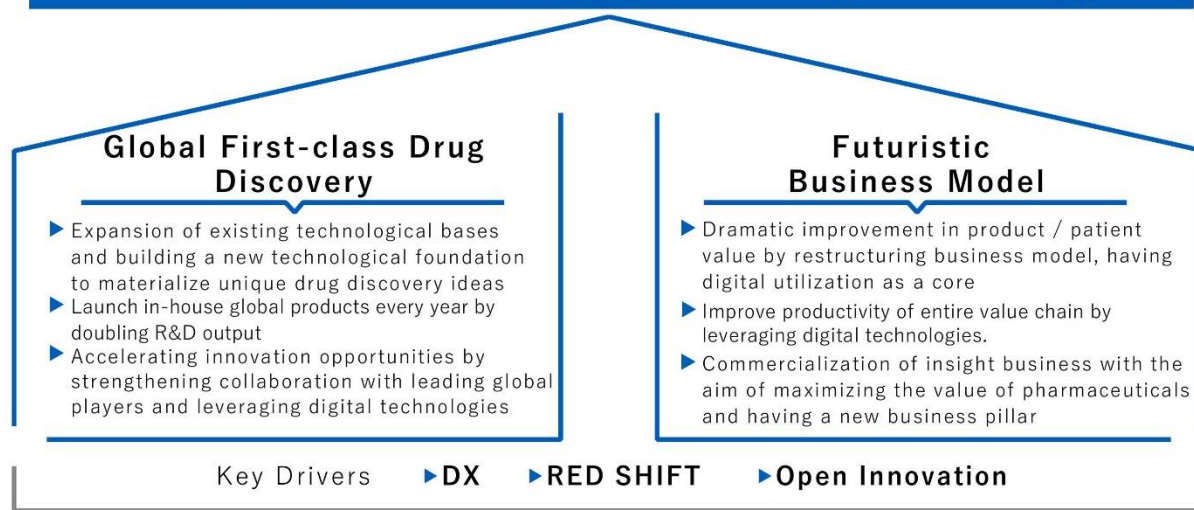 Global First-class Drug
Discovery
▶ Expansion of existing technological bases
and building a new technological foundation
to materialize unique drug discovery ideas
▶ Launch in-house global products every year by
doubling R&D output
▶ Accelerating innovation opportunities by
strengthening collaboration with leading global
players and leveraging digital technologies
Futuristic
Business Model
▶ Dramatic improvement in product / patient
value by restructuring business model, having
digital utilization as a core
▶ Improve productivity of entire value chain by
leveraging digital technologies.
▶ Commercialization of insight business with the
aim of maximizing the value of pharmaceuticals
and having a new business pillar
Key Drivers ▶DX ▶RED SHIFT ▶Open Innovation